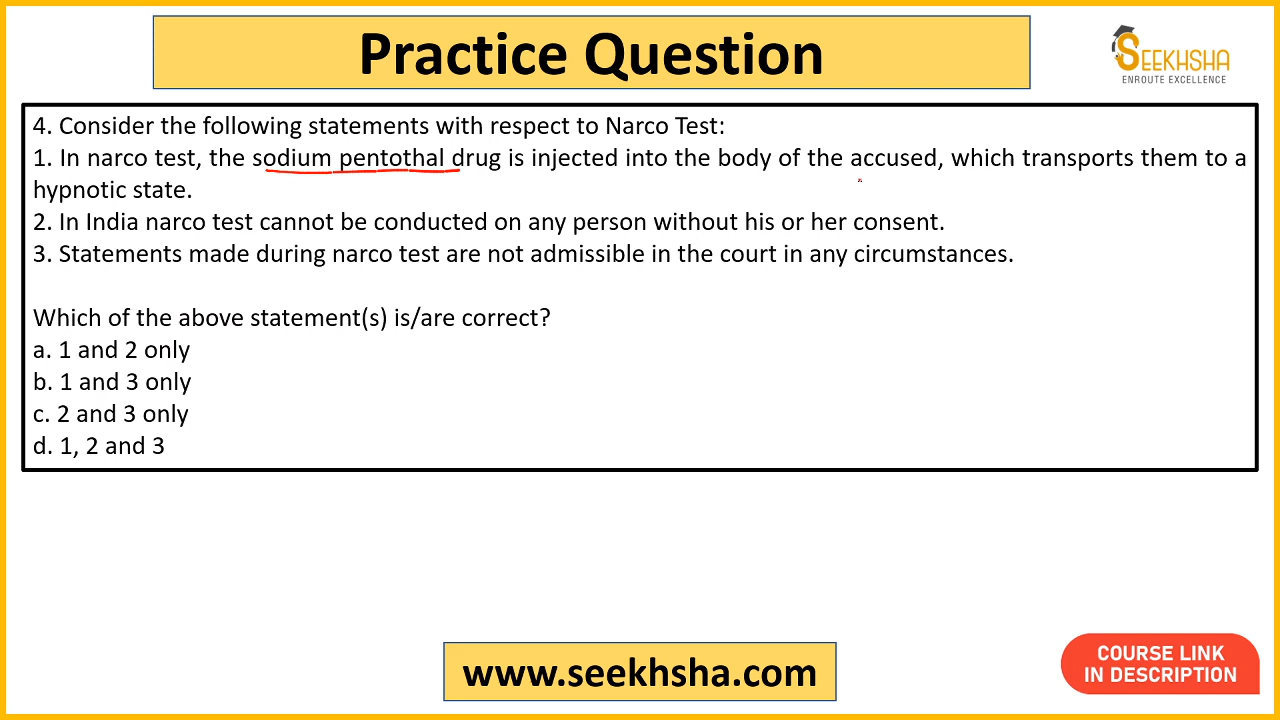 Practice Question
SEEKHSHA
ENROUTE EXCELLENCE
4. Consider the following statements with respect to Narco Test:
1. In narco test, the sodium pentothal drug is injected into the body of the accused, which transports them to a
hypnotic state.
2. In India narco test cannot be conducted on any person without his or her consent.
3. Statements made during narco test are not admissible in the court in any circumstances.
Which of the above statement(s) is/are correct?
a. 1 and 2 only
b. 1 and 3 only
c. 2 and 3 only
d. 1, 2 and 3
www.seekhsha.com
COURSE LINK
IN DESCRIPTION